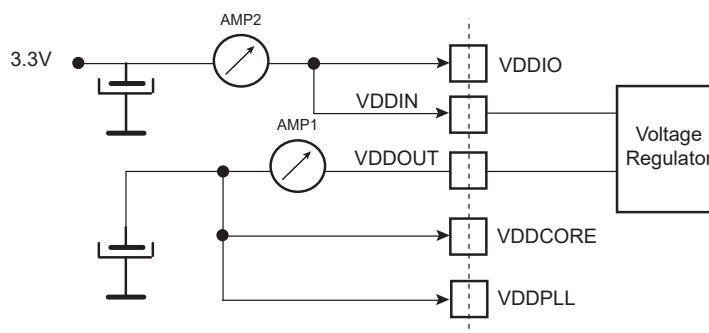 AMP2
3.3V
VDDIO
VDDIN
Voltage
Regulator
AMP1
VDDOUT
VDDCORE
VDDPLL